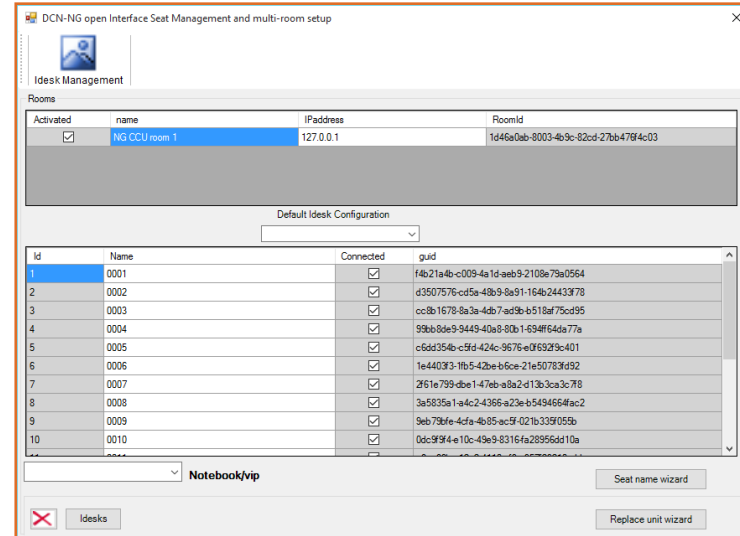 DCN-NG open Interface Seat Management and multi-room setup
Idesk Management
Rooms
Activated name IPaddress RoomId
NG CCU room 1 127.0.0.1 1d46a0ab-8003-4b9c-82cd-27bb476f4c03
Default Idesk Configuration
Id Name Connected guid
1 0001 f4b21a4b-c009-4a1d-aeb9-2108e79a0564
2 0002 d3507576-cd5a-48b9-8a91-164b24433f78
3 0003 cc8b1678-8a3a-4db7-ad9b-b518af75cd95
4 0004 99bb8de9-9449-40a8-80b1-694ff64da77a
5 0005 c6dd354b-c5fd-424c-9676-e0f692f9c401
6 0006 1e4403f3-1fb5-42be-b6ce-21e50783fd92
7 0007 2f61e799-dbe1-47eb-a8a2-d13b3ca3c7f8
8 0008 3a5835a1-a4c2-4366-a23e-b5494664fac2
9 0009 9eb79bfe-4cfa-4b85-ac5f-021b335f055b
10 0010 0dc9f9f4-e10c-49e9-8316-fa28956dd10a
Notebook/vip
Seat name wizard
Idesks
Replace unit wizard